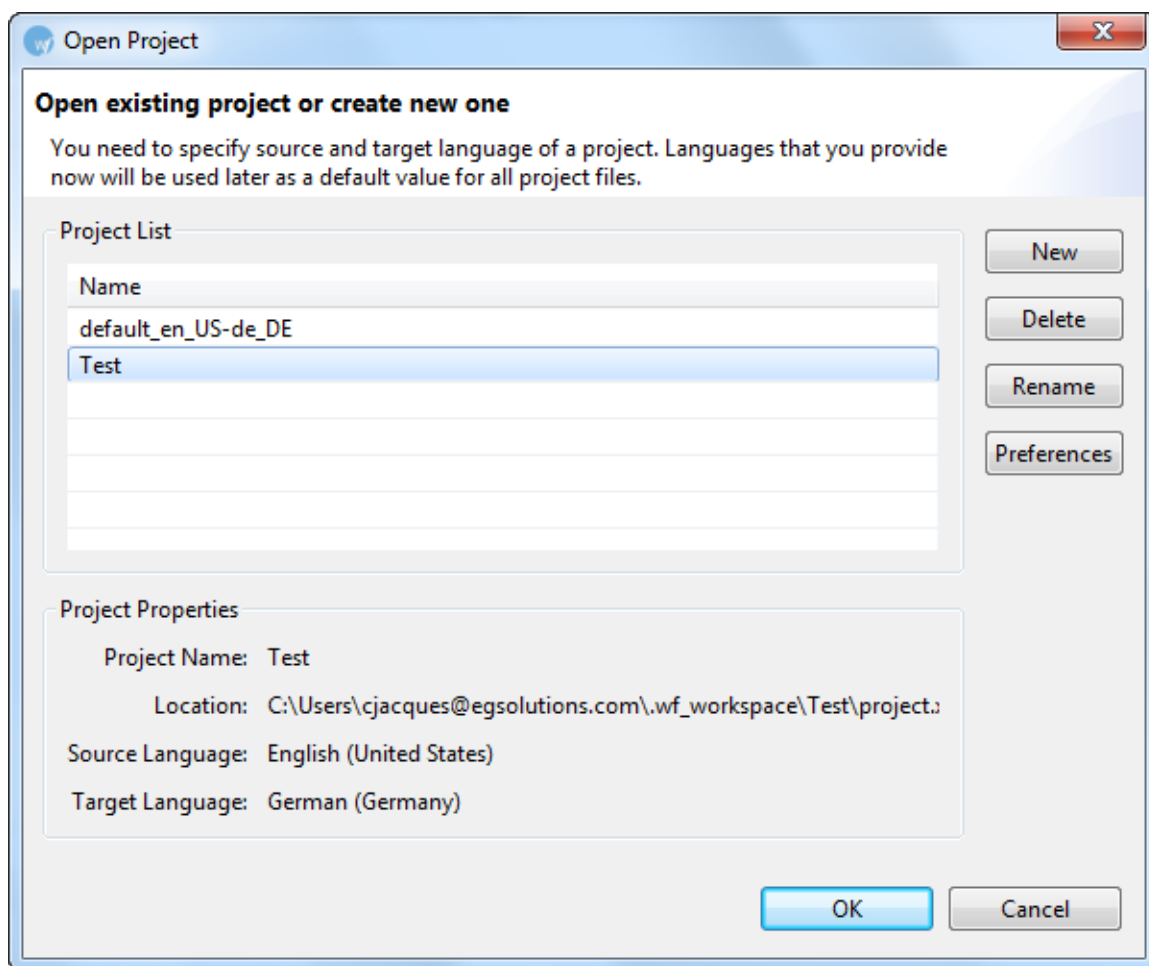 Open Project
Open existing project or create new one
You need to specify source and target language of a project. Languages that you provide
now will be used later as a default value for all project files.
Project List
Name
default_en_US-de_DE
Test
New
Delete
Rename
Preferences
Project Properties
Project Name: Test
Location: C:\Users\cjacques@egsolutions.com\.wf_workspace\Test\project.x
Source Language: English (United States)
Target Language: German (Germany)
OK
Cancel